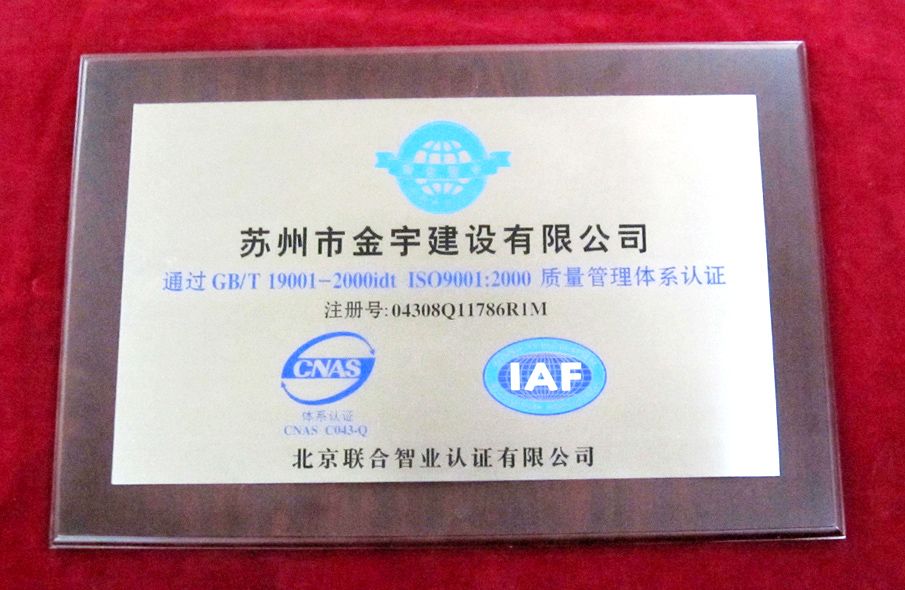 苏州市金宇建设有限公司
通过 GB/T 19001-2000idt ISO9001:2000 质量管理体系认证
注册号:04308Q11786R1M
CNAS
IAF
体系认证
CNAS C043-Q
北京联合智业认证有限公司